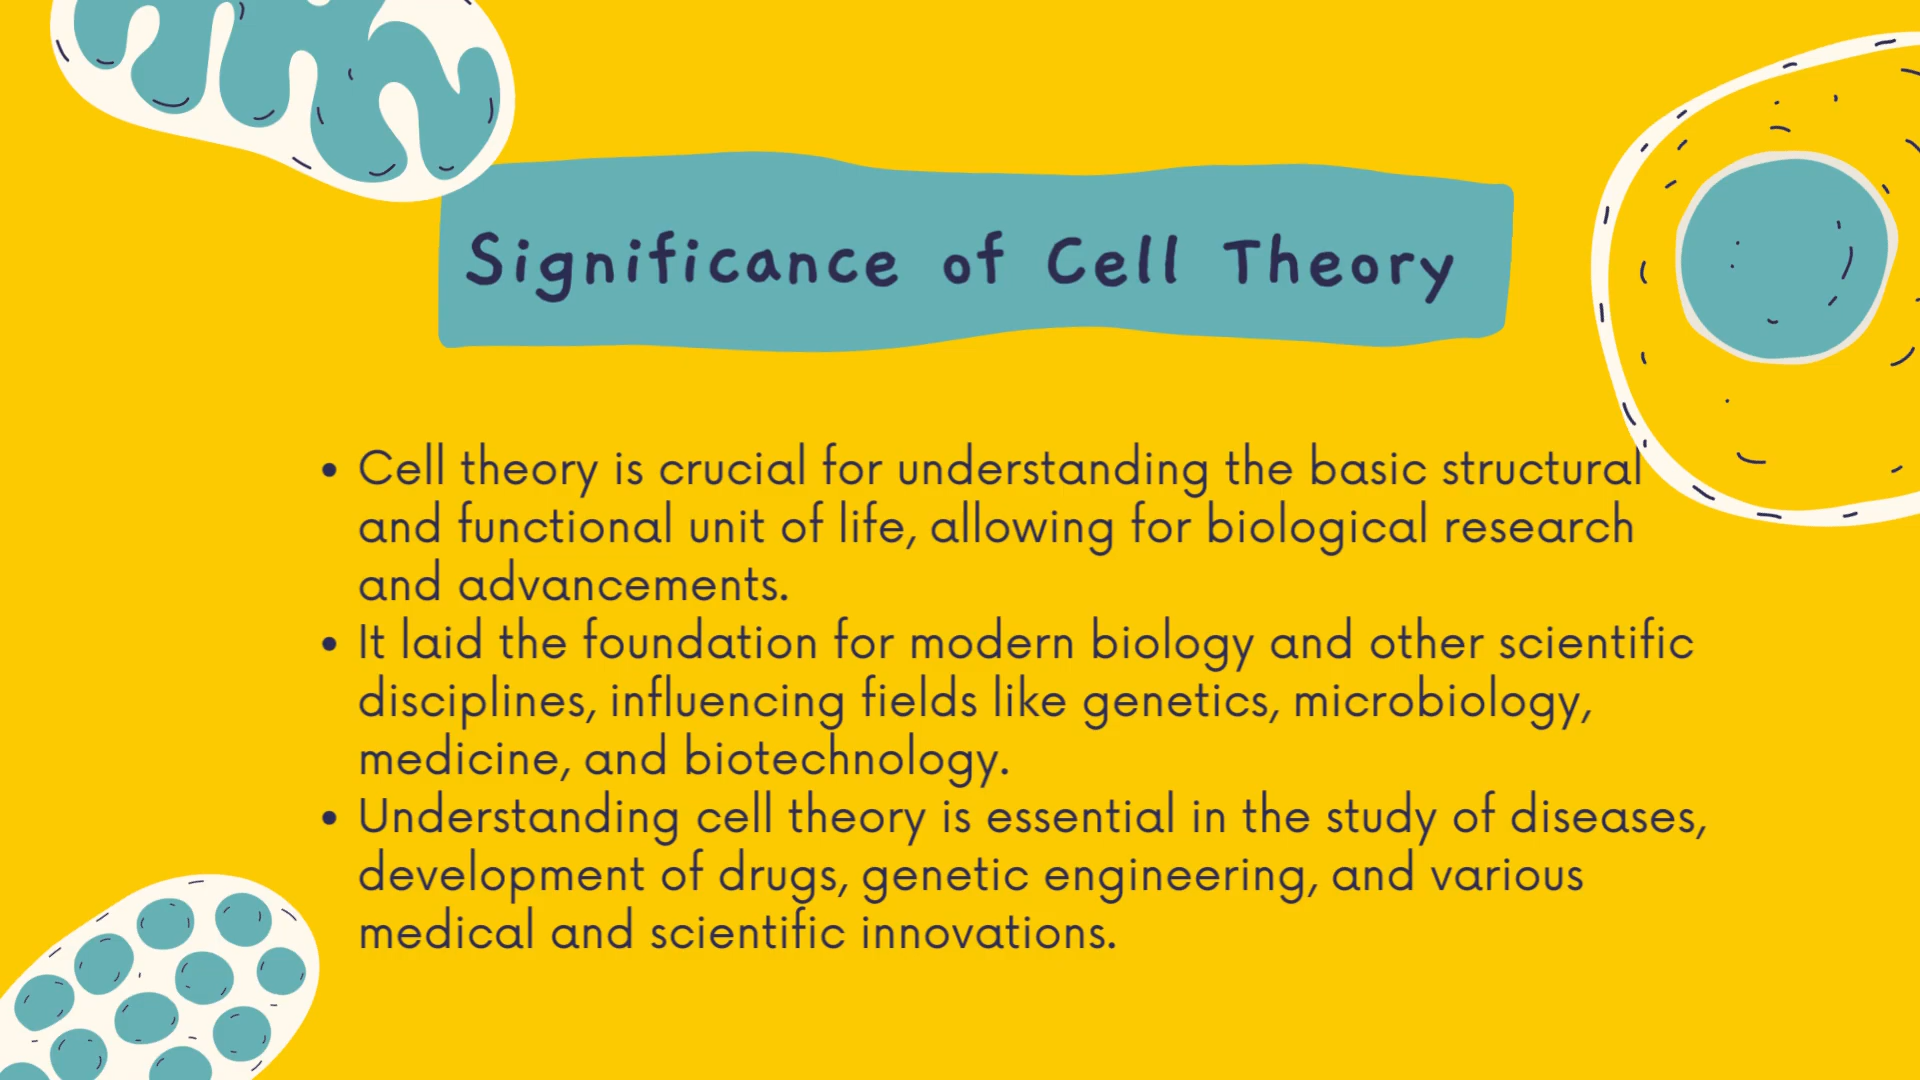 Significance of Cell Theory
• Cell theory is crucial for understanding the basic structural
and functional unit of life, allowing for biological research
and advancements.
• It laid the foundation for modern biology and other scientific
disciplines, influencing fields like genetics, microbiology,
medicine, and biotechnology.
• Understanding cell theory is essential in the study of diseases,
development of drugs, genetic engineering, and various
medical and scientific innovations.